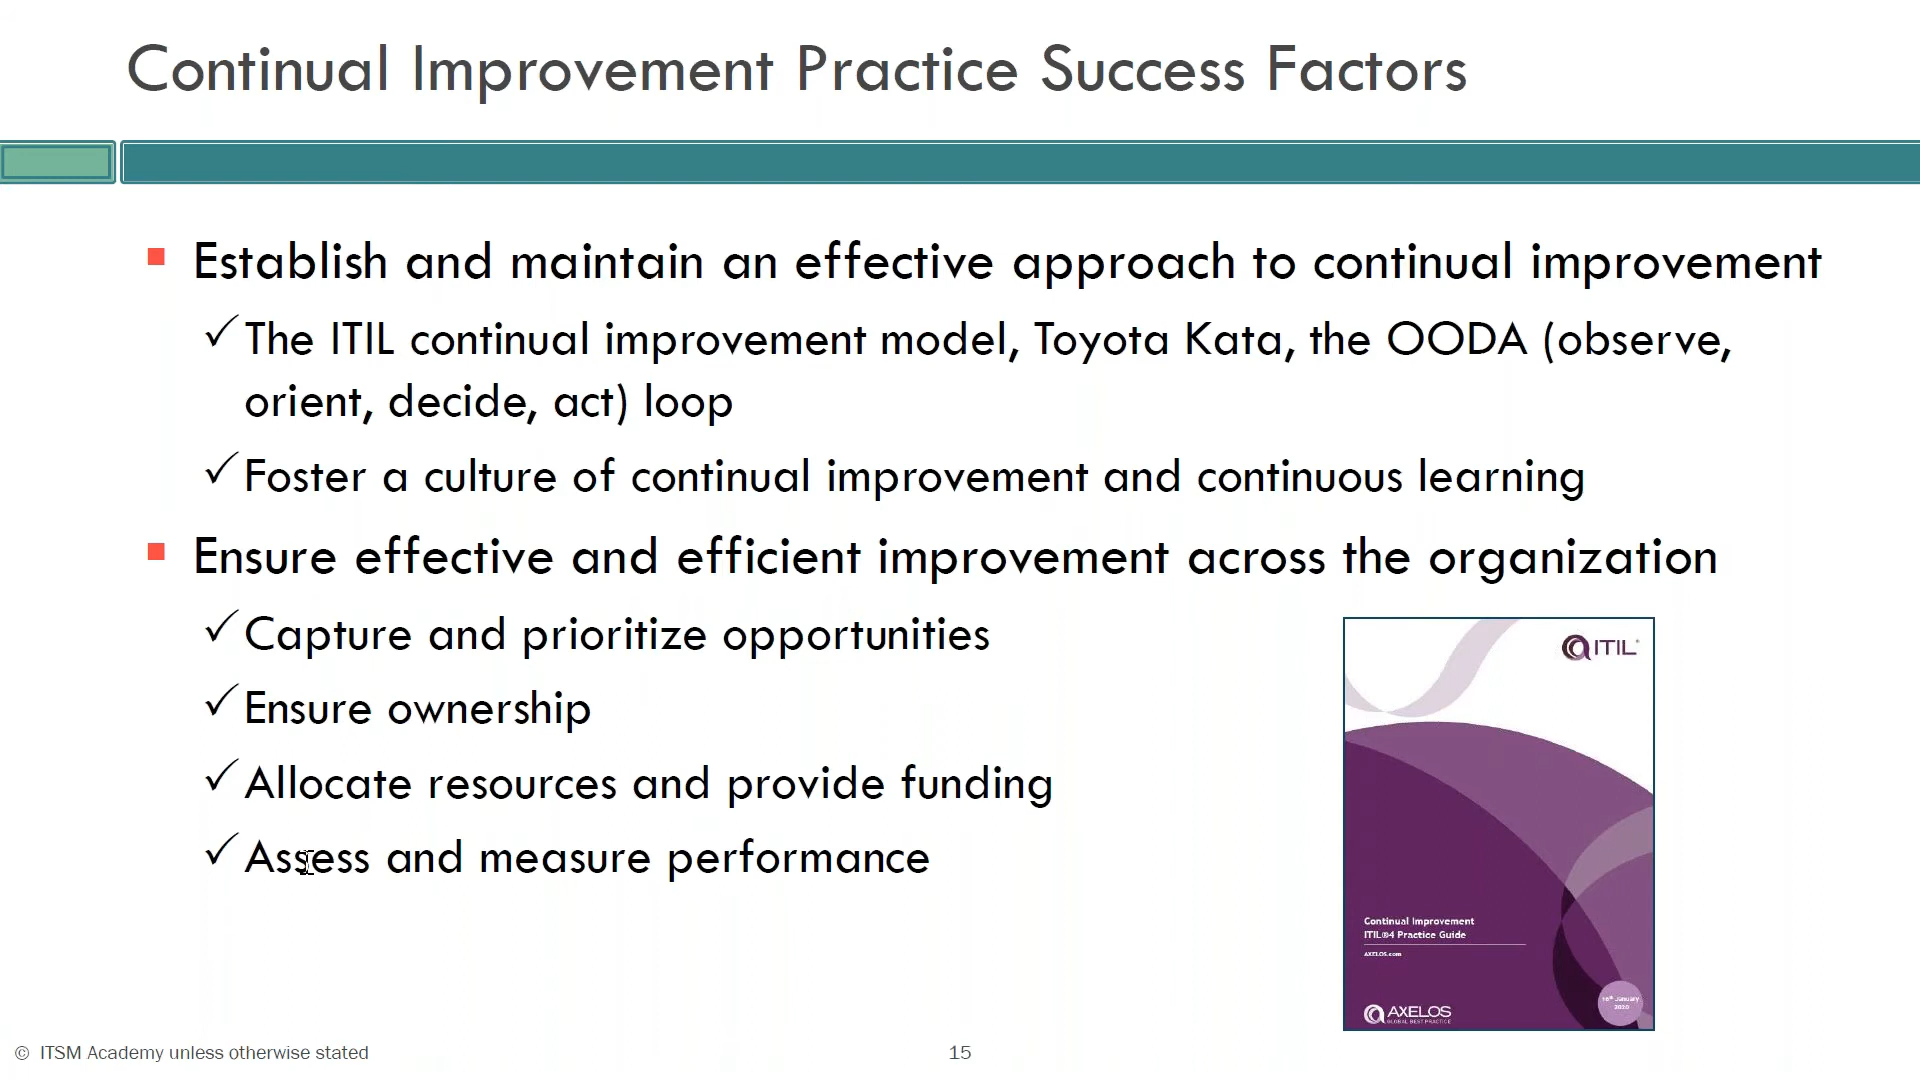 Continual Improvement Practice Success Factors
Establish and maintain an effective approach to continual improvement
The ITIL continual improvement model, Toyota Kata, the OODA (observe,
orient, decide, act) loop
Foster a culture of continual improvement and continuous learning
Ensure effective and efficient improvement across the organization
Capture and prioritize opportunities
Ensure ownership
Allocate resources and provide funding
Assess and measure performance
ITIL®
Continual Improvement
ITIL®4 Practice Guide
AXELOS.com
16th January
2020
AXELOS
GLOBAL BEST PRACTICE
© ITSM Academy unless otherwise stated
15